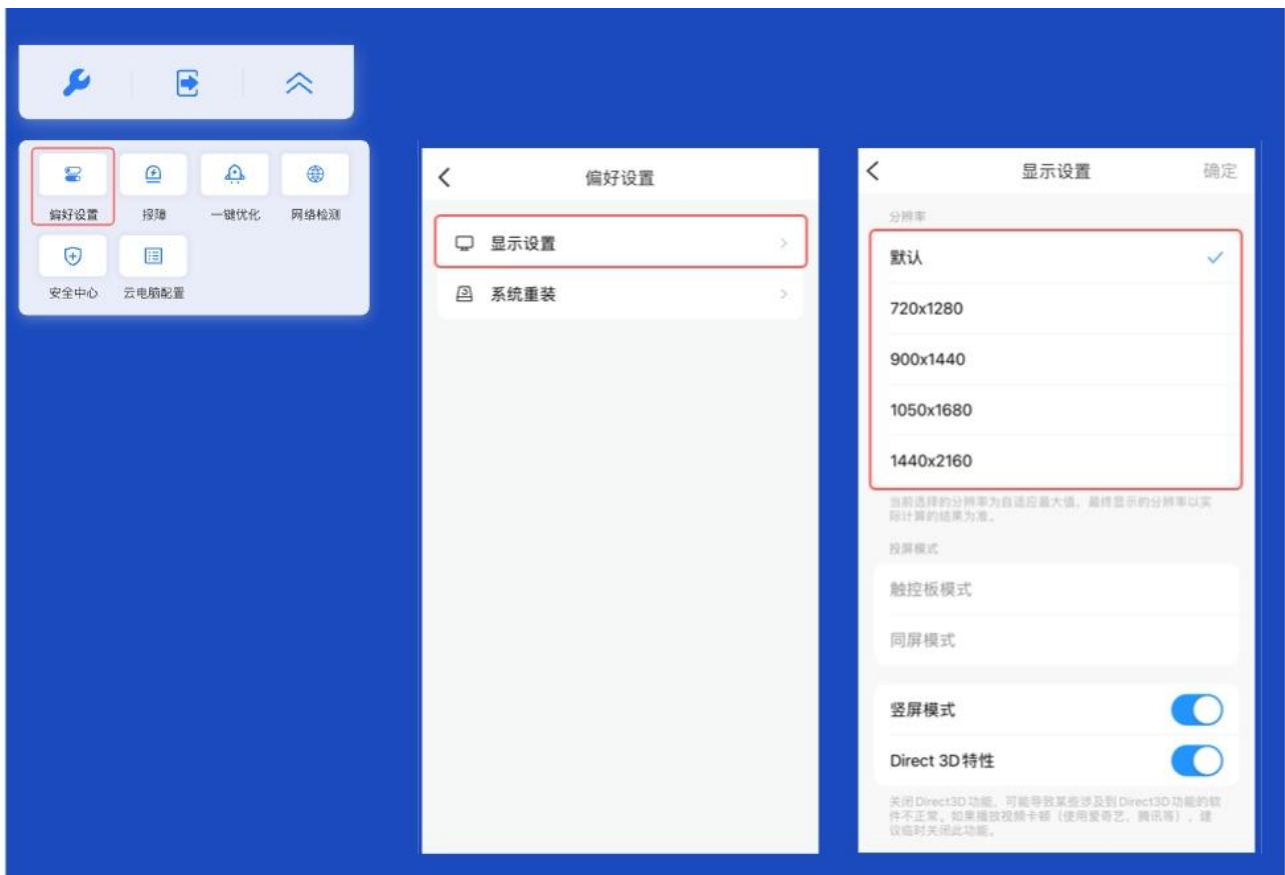 偏好设置
报障
一键优化
网络检测
安全中心
云电脑配置
偏好设置
显示设置
系统重装
显示设置
确定
分辨率
默认
720x1280
900x1440
1050x1680
1440x2160
当前选择的分辨率为自适应最大值，最终显示的分辨率以实
际计算的结果为准。
投屏模式
触控板模式
同屏模式
竖屏模式
Direct 3D特性
关闭Direct3D功能，可能导致某些涉及到Direct3D功能的软
件不正常，如果播放视频卡顿（使用爱奇艺，腾讯等），建
议临时关闭此功能。